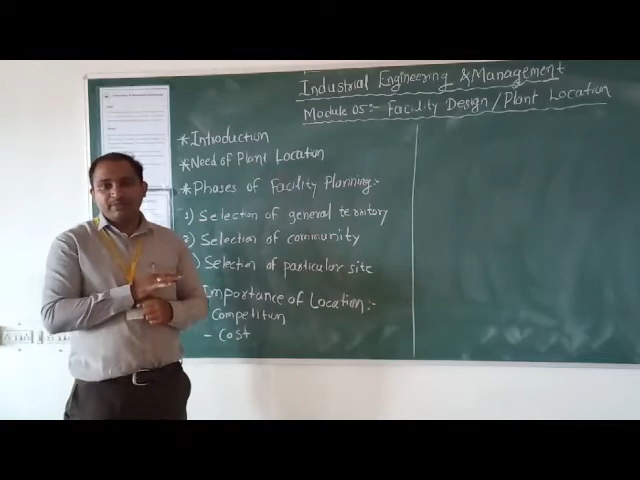 Industrial Engineering & Management
Module 05:- Facility Design / Plant Location
* Introduction
* Need of Plant Location
* Phases of Facility Planning:-
1) Selection of general territory
2) Selection of community
) Selection of particular site
Importance of Location:-
Competition
- Cost